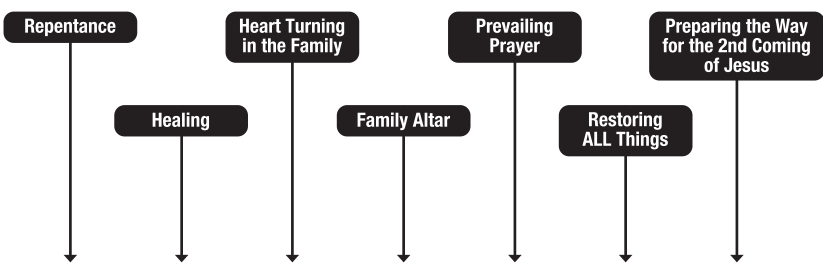 Repentance
Heart Turning
in the Family
Prevailing
Prayer
Preparing the Way
for the 2nd Coming
of Jesus
Healing
Family Altar
Restoring
ALL Things